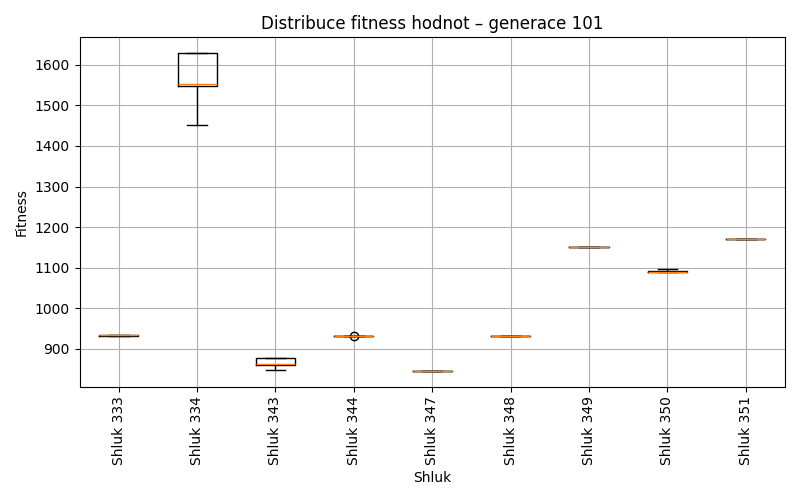 Distribuce fitness hodnot – generace 101
1600
1500
1400
1300
1200
1100
1000
900
Fitness
Shluk 333
Shluk 334
Shluk 343
Shluk 344
Shluk 347
Shluk 348
Shluk 349
Shluk 350
Shluk 351
Shluk